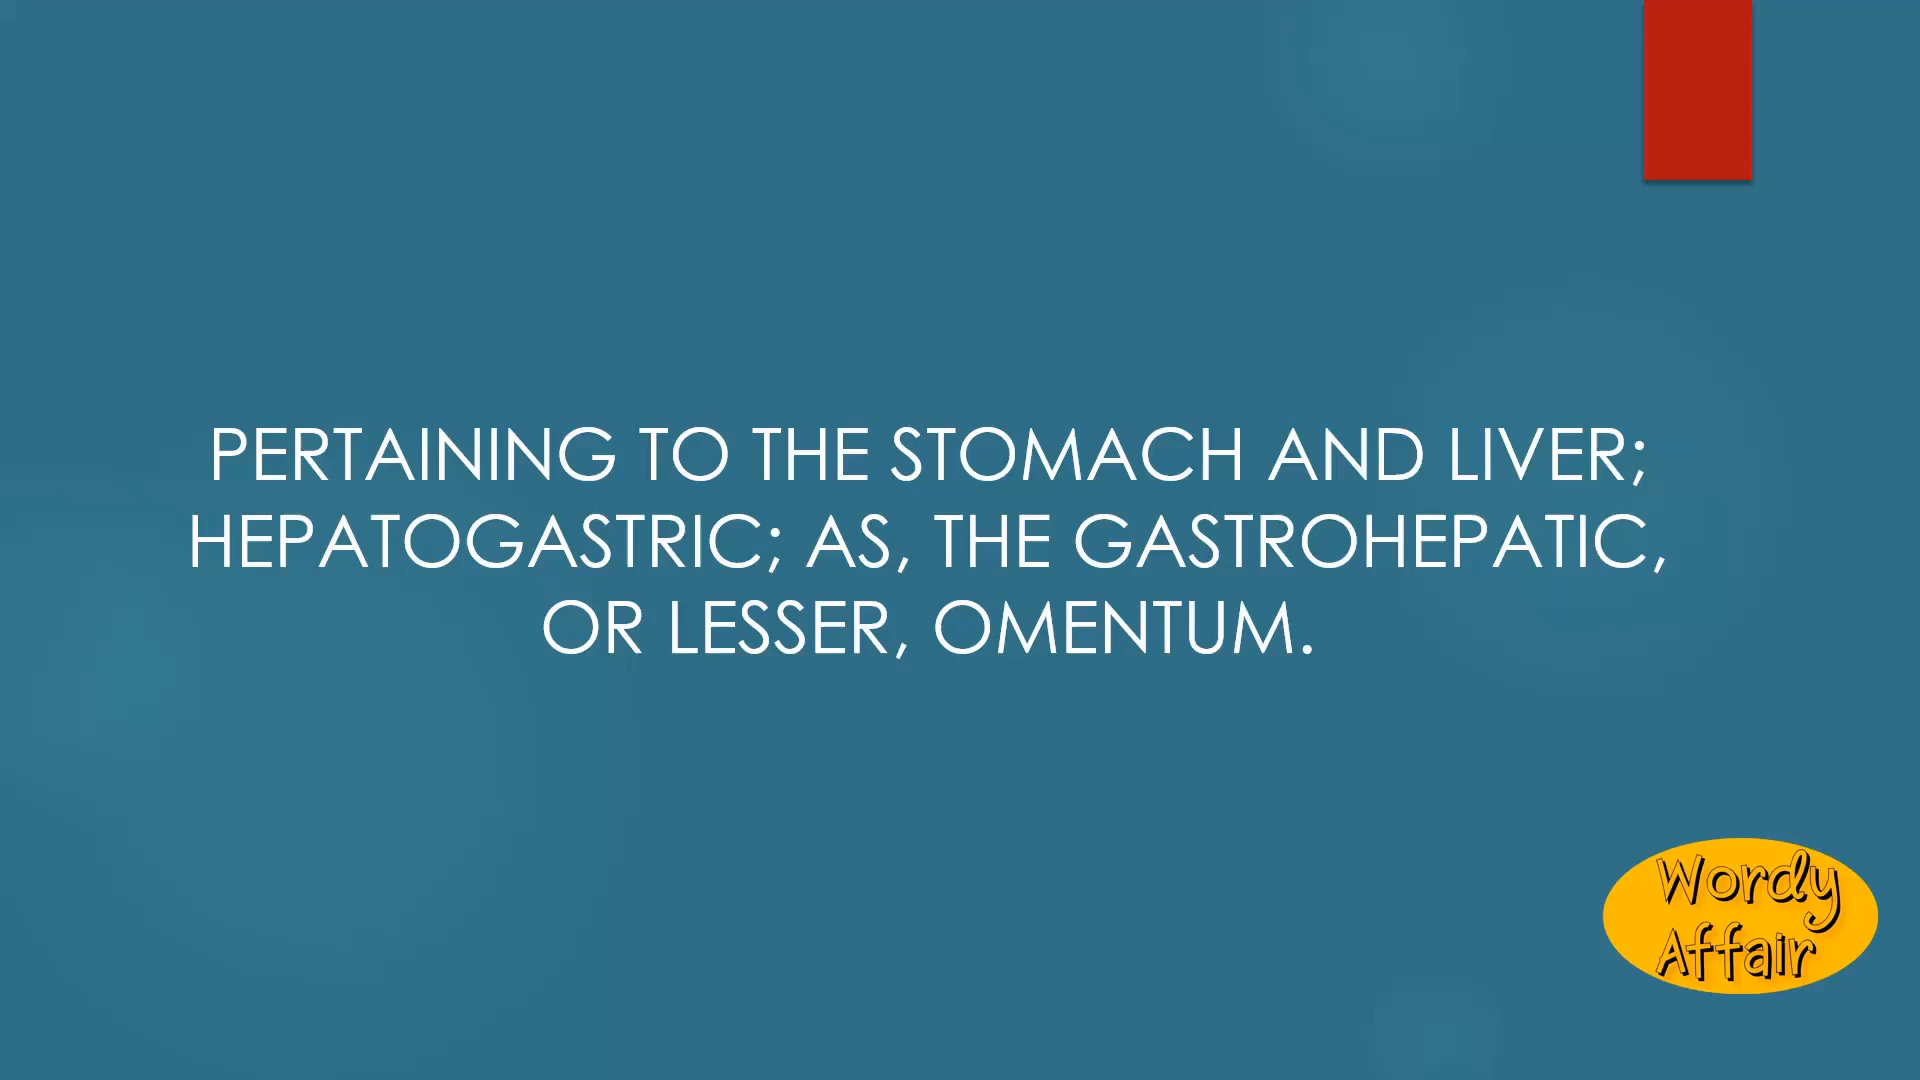 PERTAINING TO THE STOMACH AND LIVER;
HEPATOGASTRIC; AS, THE GASTROHEPATIC,
OR LESSER, OMENTUM.
Wordy
Affair